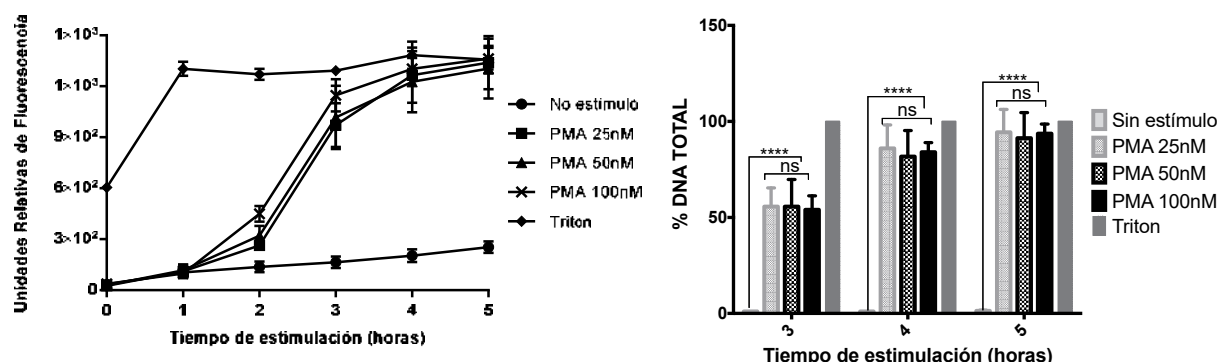 Unidades Relativas de Fluorescencia
1×10³
1×10³
9×10²
6×10²
3×10²
0
0 1 2 3 4 5
Tiempo de estimulación (horas)
No estímulo
PMA 25nM
PMA 50nM
PMA 100nM
Triton
% DNA TOTAL
150
100
50
0
**** ns
**** ns
**** ns
3 4 5
Tiempo de estimulación (horas)
Sin estímulo
PMA 25nM
PMA 50nM
PMA 100nM
Triton